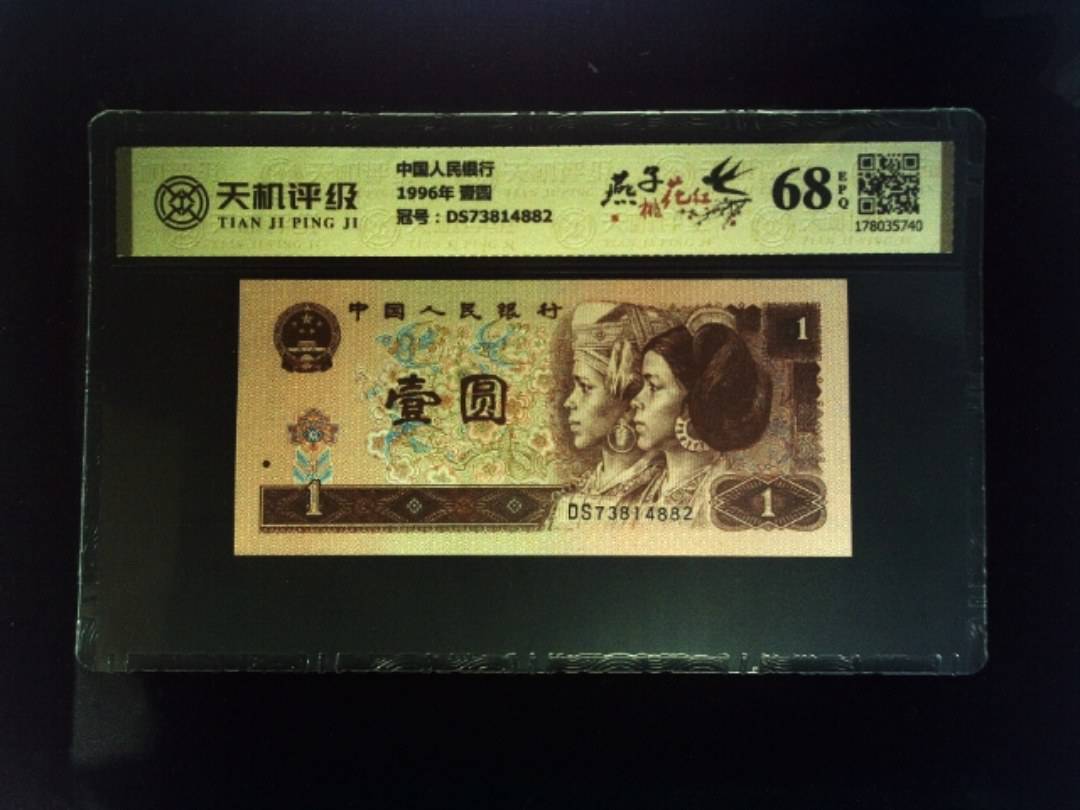 天机评级
TIAN JI PING JI
中国人民银行
1996年 壹圆
冠号：DS73814882
燕子
桃花红
68
EPQ
178035740
中国人民银行
1
壹圆
1
DS73814882
1